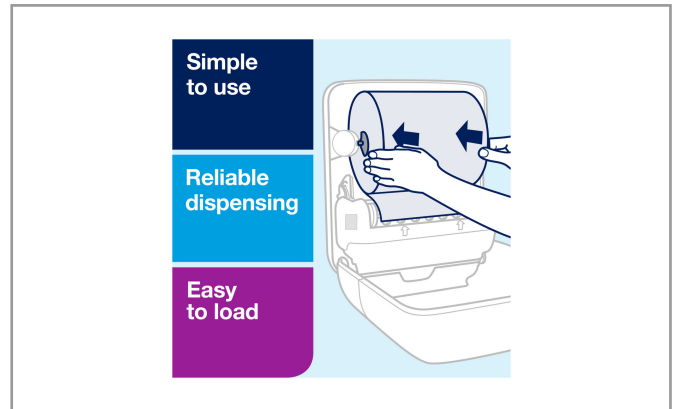 Simple
to use
Reliable
dispensing
Easy
to load